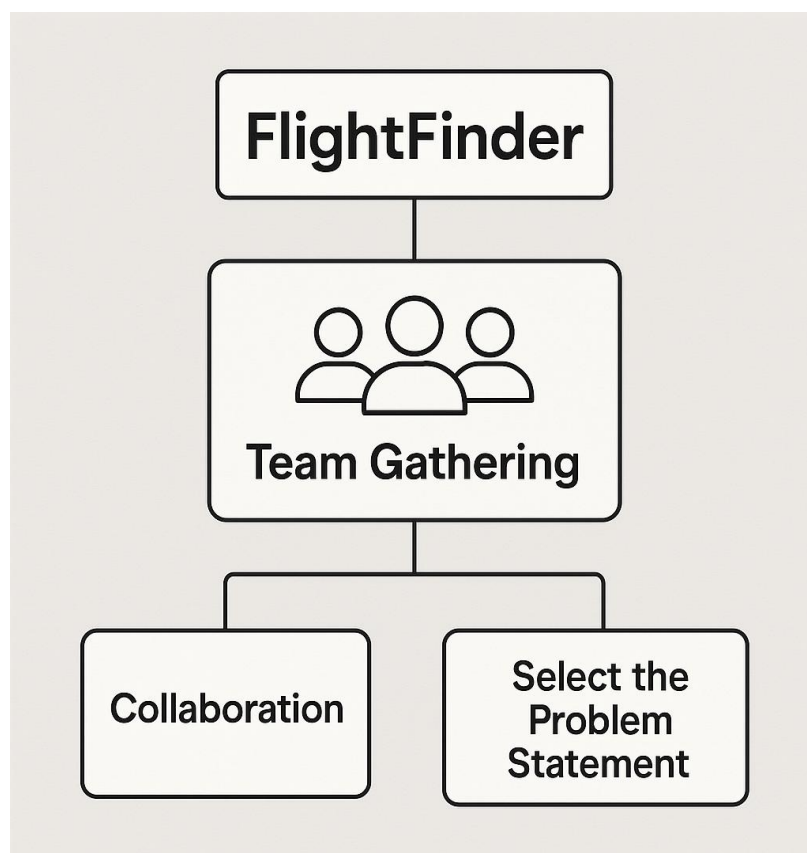 FlightFinder
Team Gathering
Collaboration
Select the
Problem
Statement